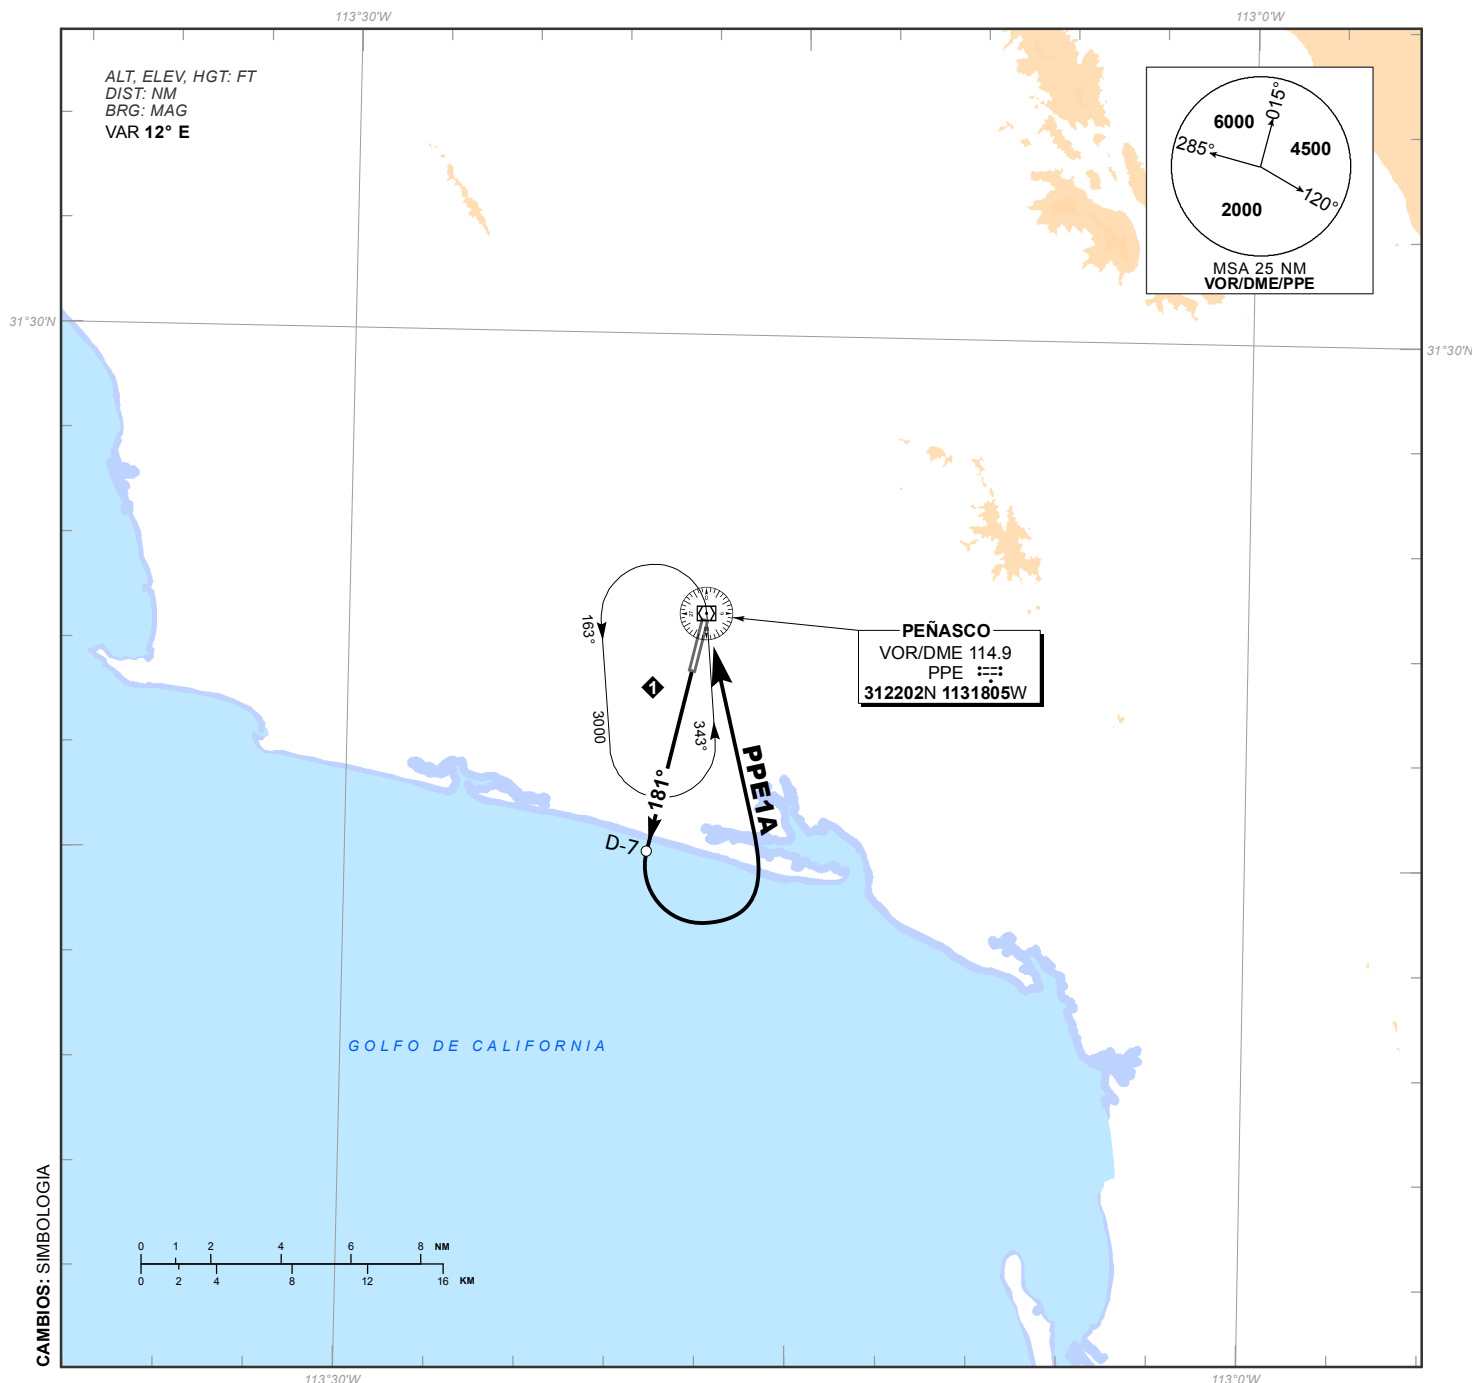 113°30'W
113°0'W
ALT, ELEV, HGT: FT
DIST: NM
BRG: MAG
VAR 12° E
015°
6000
285°
4500
120°
2000
MSA 25 NM
VOR/DME/PPE
31°30'N
31°30'N
163°
3000
1
343°
181°
D-7
PPE1A
PEÑASCO
VOR/DME 114.9
PPE
312202N 1131805W
GOLFO DE CALIFORNIA
0 1 2 4 6 8 NM
0 2 4 8 12 16 KM
CAMBIOS: SIMBOLOGIA
113°30'W
113°0'W